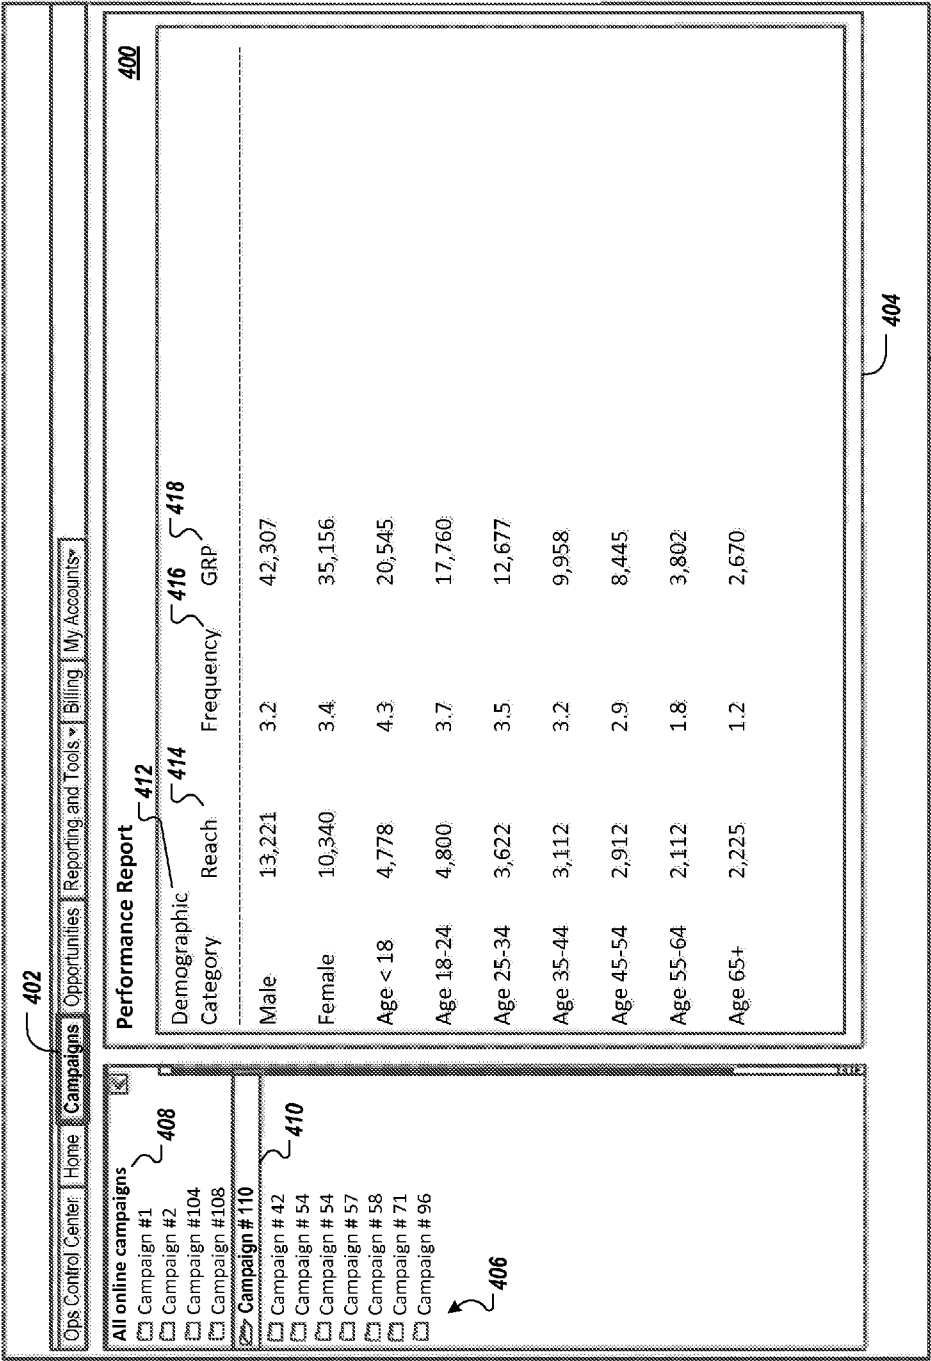 402
Ops Control Center Home Campaigns Opportunities Reporting and Tools Billing My Accounts
All online campaigns
408
Campaign #1
Campaign #2
Campaign #104
Campaign #108
Campaign # 110
410
Campaign # 42
Campaign # 54
Campaign # 54
Campaign # 57
Campaign # 58
Campaign # 71
Campaign # 96
406
Performance Report
400
412
414 416 418
Demographic
Category Reach Frequency GRP
Male 13,221 3.2 42,307
Female 10,340 3.4 35,156
Age < 18 4,778 4.3 20,545
Age 18-24 4,800 3.7 17,760
Age 25-34 3,622 3.5 12,677
Age 35-44 3,112 3.2 9,958
Age 45-54 2,912 2.9 8,445
Age 55-64 2,112 1.8 3,802
Age 65+ 2,225 1.2 2,670
404